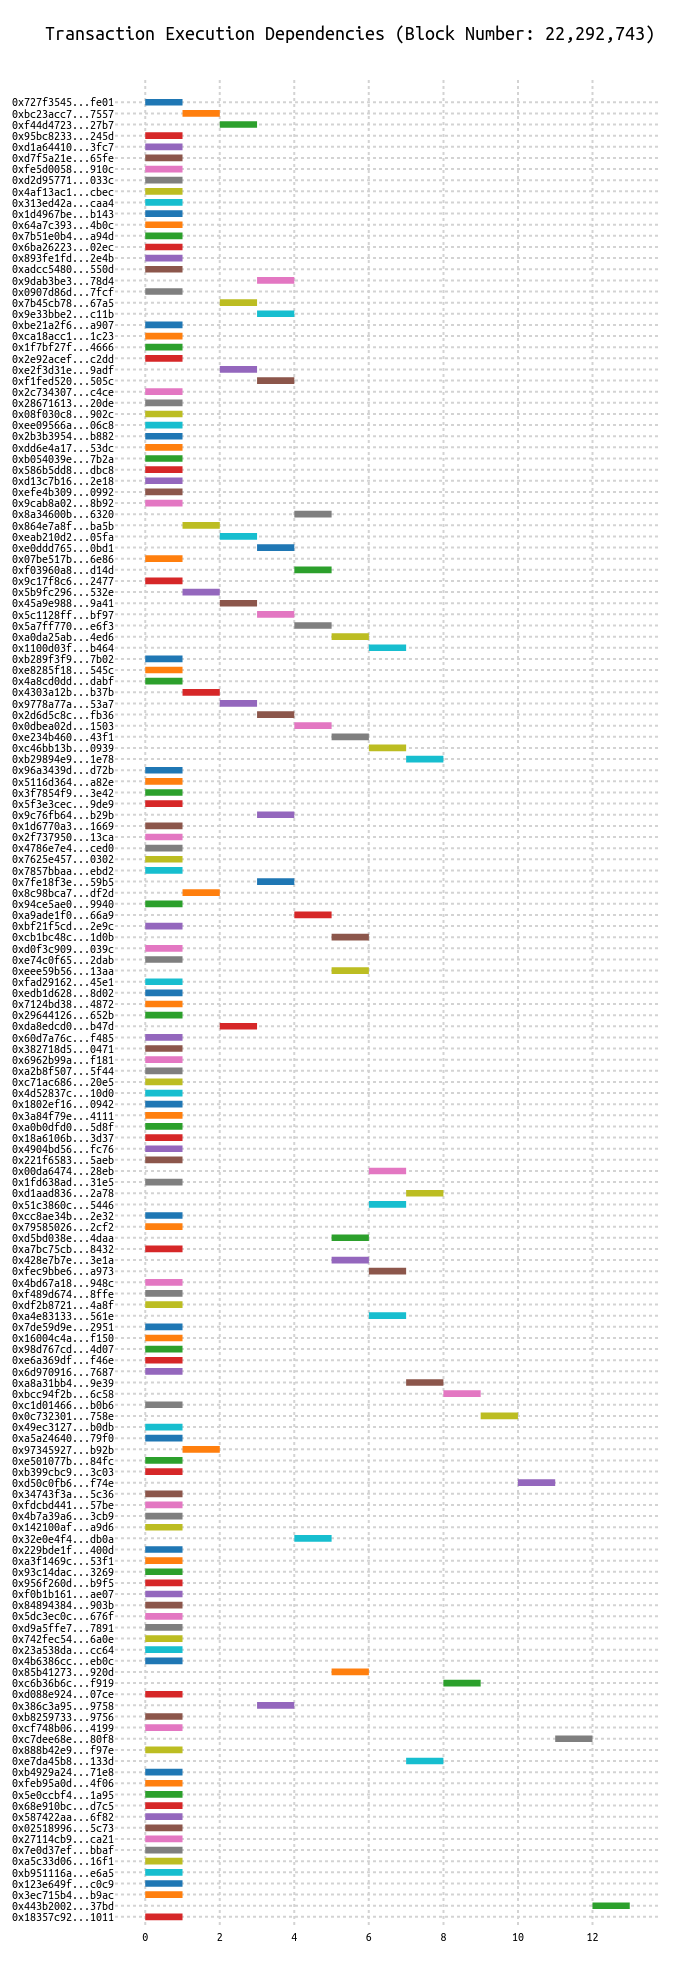 Transaction Execution Dependencies (Block Number: 22,292,743)
0x727f3545...fe01
0xbc23acc7...7557
0xf44d4723...27b7
0x95bc8233...245d
0xd1a64410...3fc7
0xd7f5a21e...65fe
0xfe5d0058...910c
0xd2d95771...033c
0x4af13ac1...cbec
0x313ed42a...caa4
0x1d4967be...b143
0x64a7c393...4b0c
0x7b51e0b4...a94d
0x6ba26223...02ec
0x893fe1fd...2e4b
0xadcc5480...550d
0x9dab3be3...78d4
0x0907d86d...7fcf
0x7b45cb78...67a5
0x9e33bbe2...c11b
0xbe21a2f6...a907
0xca18acc1...1c23
0x1f7bf27f...4666
0x2e92acef...c2dd
0xe2f3d31e...9adf
0xf1fed520...505c
0x2c734307...c4ce
0x28671613...20de
0x08f030c8...902c
0xee09566a...06c8
0x2b3b3954...b882
0xdd6e4a17...53dc
0xb054039e...7b2a
0x586b5dd8...dbc8
0xd13c7b16...2e18
0xefe4b309...0992
0x9cab8a02...8b92
0x8a34600b...6320
0x864e7a8f...ba5b
0xeab210d2...05fa
0xe0ddd765...0bd1
0x07be517b...6e86
0xf03960a8...d14d
0x9c17f8c6...2477
0x5b9fc296...532e
0x45a9e988...9a41
0x5c1128ff...bf97
0x5a7ff770...e6f3
0xa0da25ab...4ed6
0x1100d03f...b464
0xb289f3f9...7b02
0xe8285f18...545c
0x4a8cd0dd...dabf
0x4303a12b...b37b
0x9778a77a...53a7
0x2d6d5c8c...fb36
0x0dbea02d...1503
0xe234b460...43f1
0xc46bb13b...0939
0xb29894e9...1e78
0x96a3439d...d72b
0x5116d364...a82e
0x3f7854f9...3e42
0x5f3e3cec...9de9
0x9c76fb64...b29b
0x1d6770a3...1669
0x2f737950...13ca
0x4786e7e4...ced0
0x7625e457...0302
0x7857bbaa...ebd2
0x7fe18f3e...59b5
0x8c98bca7...df2d
0x94ce5ae0...9940
0xa9ade1f0...66a9
0xbf21f5cd...2e9c
0xcb1bc48c...1d0b
0xd0f3c909...039c
0xe74c0f65...2dab
0xeee59b56...13aa
0xfad29162...45e1
0xedb1d628...8d02
0x7124bd38...4872
0x29644126...652b
0xda8edcd0...b47d
0x60d7a76c...f485
0x382718d5...0471
0x6962b99a...f181
0xa2b8f507...5f44
0xc71ac686...20e5
0x4d52837c...10d0
0x1802ef16...0942
0x3a84f79e...4111
0xa0b0dfd0...5d8f
0x18a6106b...3d37
0x4904bd56...fc76
0x221f6583...5aeb
0x00da6474...28eb
0x1fd638ad...31e5
0xd1aad836...2a78
0x51c3860c...5446
0xcc8ae34b...2e32
0x79585026...2cf2
0xd5bd038e...4daa
0xa7bc75cb...8432
0x428e7b7e...3e1a
0xfec9bbe6...a973
0x4bd67a18...948c
0xf489d674...8ffe
0xdf2b8721...4a8f
0xa4e83133...561e
0x7de59d9e...2951
0x16004c4a...f150
0x98d767cd...4d07
0xe6a369df...f46e
0x6d970916...7687
0xa8a31bb4...9e39
0xbcc94f2b...6c58
0xc1d01466...b0b6
0x0c732301...758e
0x49ec3127...b0db
0xa5a24640...79f0
0x97345927...b92b
0xe501077b...84fc
0xb399cbc9...3c03
0xd50c0fb6...f74e
0x34743f3a...5c36
0xfdcbd441...57be
0x4b7a39a6...3cb9
0x142100af...a9d6
0x32e0e4f4...db0a
0x229bde1f...400d
0xa3f1469c...53f1
0x93c14dac...3269
0x956f260d...b9f5
0xf0b1b161...ae07
0x84894384...903b
0x5dc3ec0c...676f
0xd9a5ffe7...7891
0x742fec54...6a0e
0x23a538da...cc64
0x4b6386cc...eb0c
0x85b41273...920d
0xc6b36b6c...f919
0xd088e924...07ce
0x386c3a95...9758
0xb8259733...9756
0xcf748b06...4199
0xc7dee68e...80f8
0x888b42e9...f97e
0xe7da45b8...133d
0xb4929a24...71e8
0xfeb95a0d...4f06
0x5e0ccbf4...1a95
0x68e910bc...d7c5
0x587422aa...6f82
0x02518996...5c73
0x27114cb9...ca21
0x7e0d37ef...bbaf
0xa5c33d06...16f1
0xb951116a...e6a5
0x123e649f...c0c9
0x3ec715b4...b9ac
0x443b2002...37bd
0x18357c92...1011
0 2 4 6 8 10 12